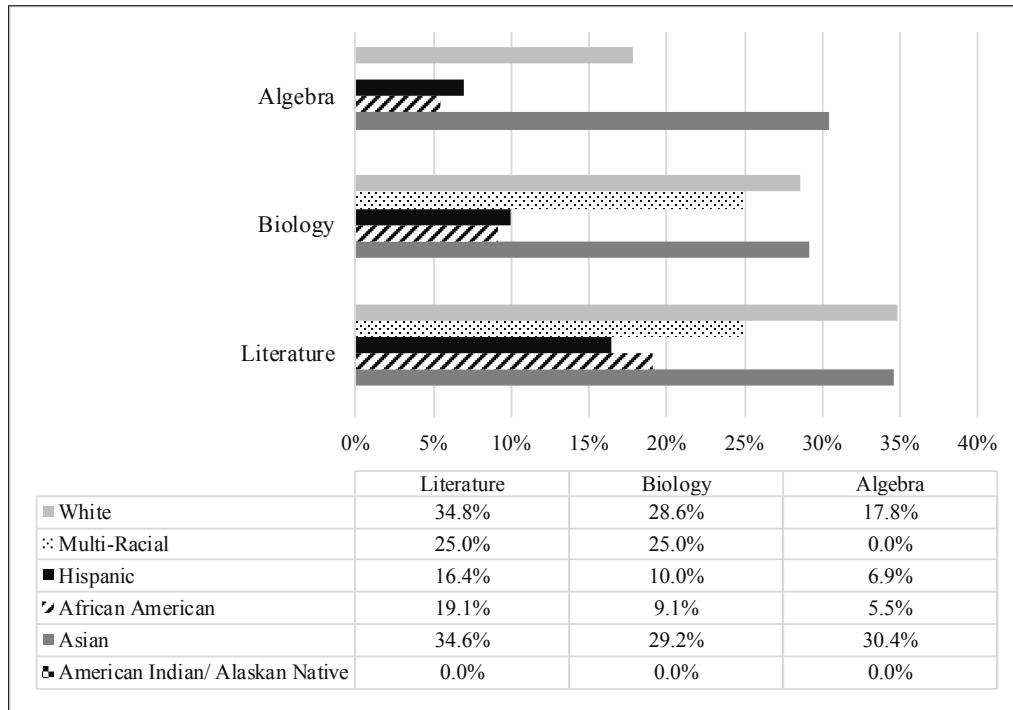 Algebra
Biology
Literature
0% 5% 10% 15% 20% 25% 30% 35% 40%
Literature Biology Algebra
White 34.8% 28.6% 17.8%
Multi-Racial 25.0% 25.0% 0.0%
Hispanic 16.4% 10.0% 6.9%
African American 19.1% 9.1% 5.5%
Asian 34.6% 29.2% 30.4%
American Indian/ Alaskan Native 0.0% 0.0% 0.0%